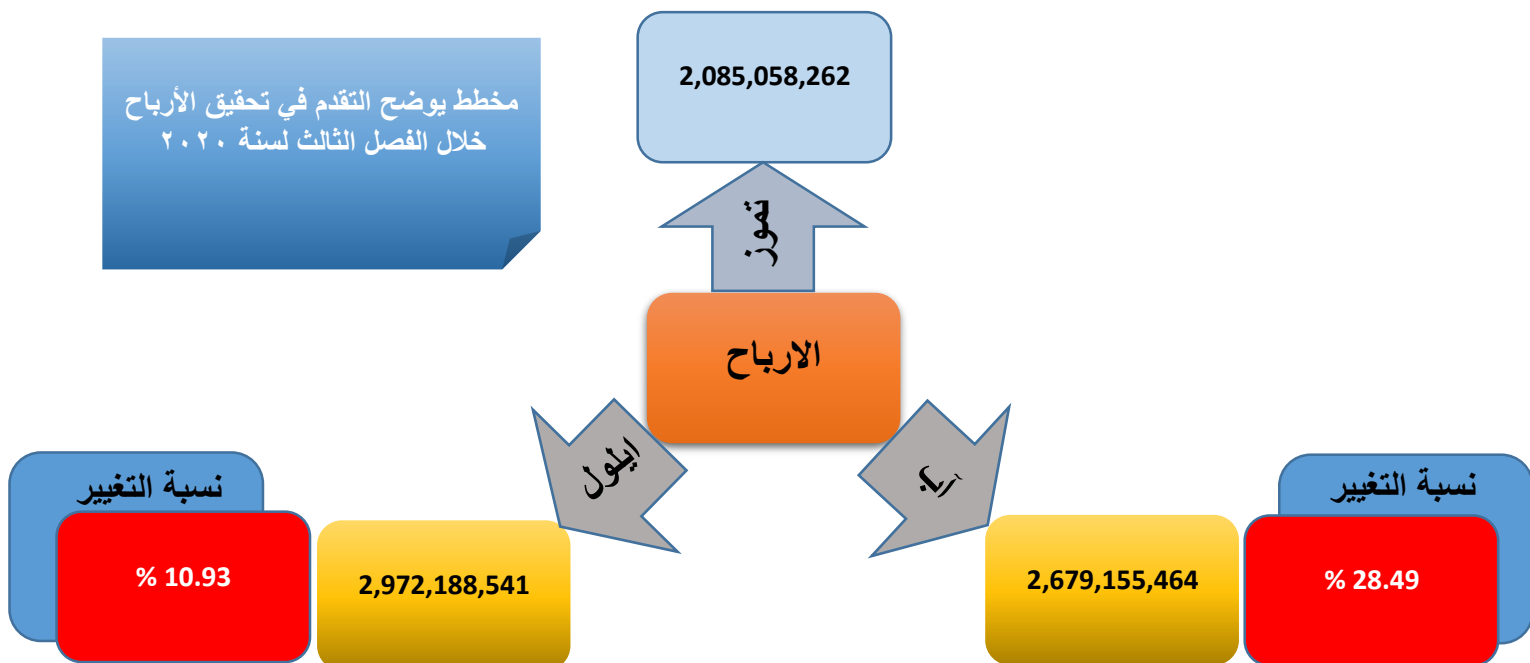 مخطط يوضح التقدم في تحقيق الأرباح
خلال الفصل الثالث لسنة ٢٠٢٠
2,085,058,262
تموز
الارباح
آب
ايلول
نسبة التغيير
% 28.49
2,679,155,464
2,972,188,541
نسبة التغيير
% 10.93